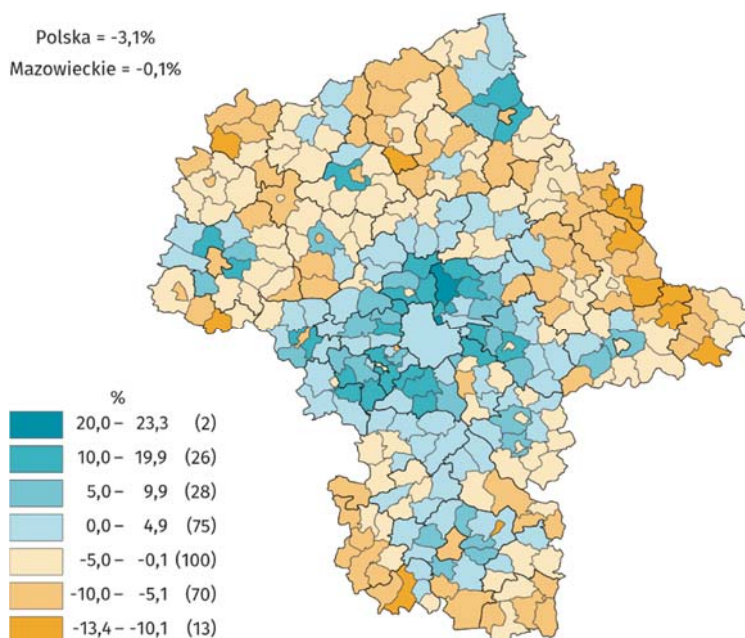 Polska = -3,1%
Mazowieckie = -0,1%
%
20,0 – 23,3 (2)
10,0 – 19,9 (26)
5,0 – 9,9 (28)
0,0 – 4,9 (75)
-5,0 – -0,1 (100)
-10,0 – -5,1 (70)
-13,4 – -10,1 (13)